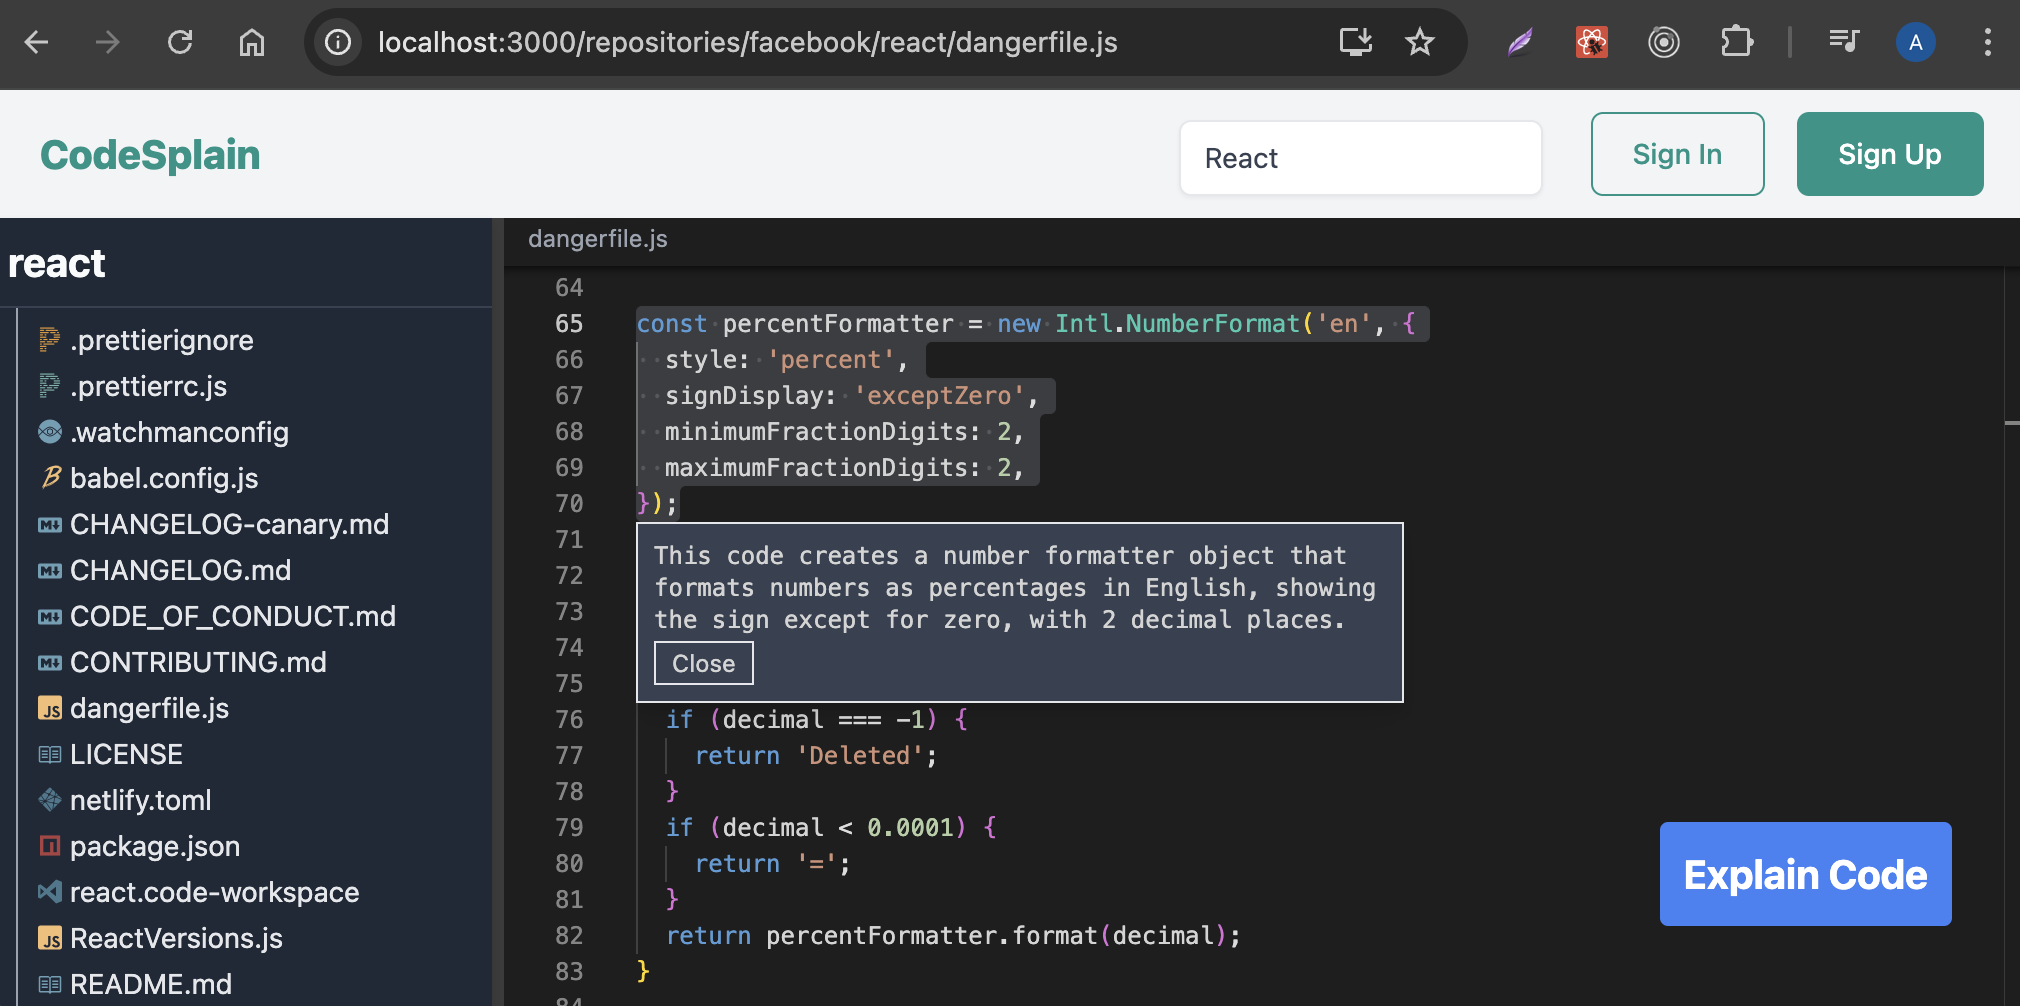 localhost:3000/repositories/facebook/react/dangerfile.js
A
CodeSplain
React
Sign In
Sign Up
react
.prettierignore
.prettierrc.js
.watchmanconfig
babel.config.js
CHANGELOG-canary.md
CHANGELOG.md
CODE_OF_CONDUCT.md
CONTRIBUTING.md
JS dangerfile.js
LICENSE
netlify.toml
package.json
react.code-workspace
JS ReactVersions.js
README.md
dangerfile.js
64
65 const percentFormatter = new Intl.NumberFormat('en', {
66 style: 'percent',
67 signDisplay: 'exceptZero',
68 minimumFractionDigits: 2,
69 maximumFractionDigits: 2,
70 });
71
72
73
74
75
This code creates a number formatter object that
formats numbers as percentages in English, showing
the sign except for zero, with 2 decimal places.
Close
76 if (decimal === -1) {
77 return 'Deleted';
78 }
79 if (decimal < 0.0001) {
80 return '=';
81 }
82 return percentFormatter.format(decimal);
83 }
84
Explain Code